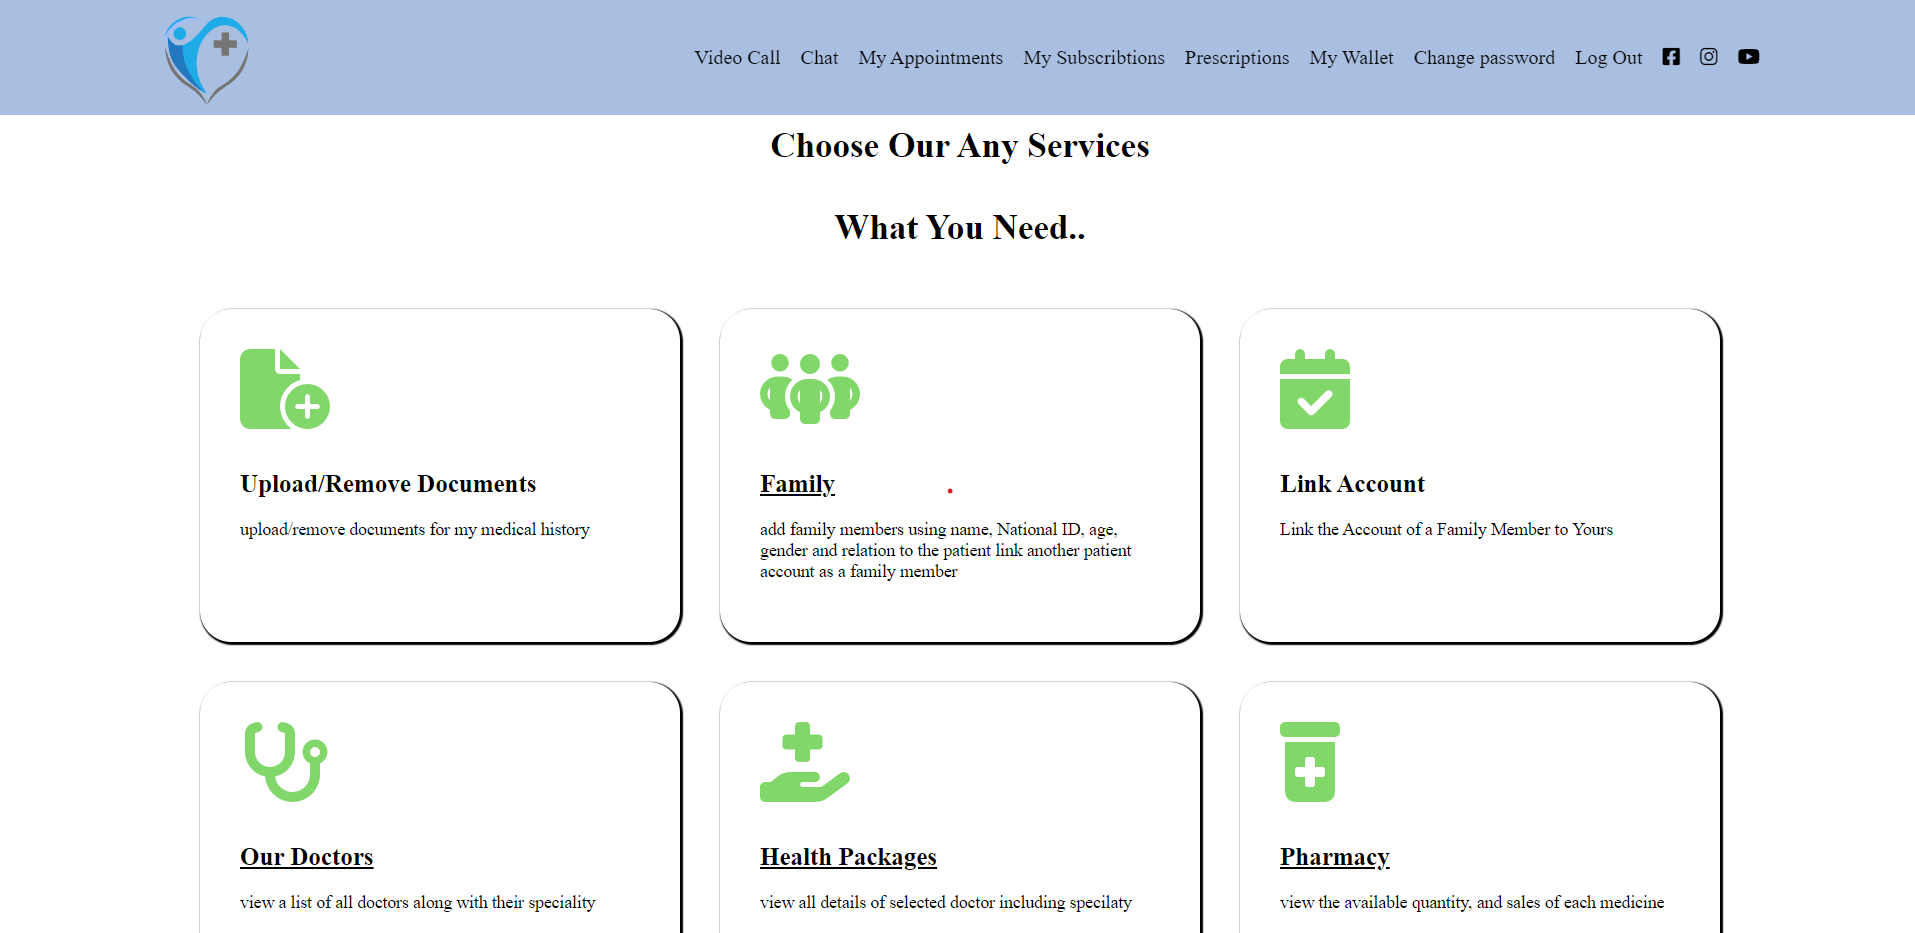 Video Call Chat My Appointments My Subscribtions Prescriptions My Wallet Change password Log Out
Choose Our Any Services
What You Need..
Upload/Remove Documents
upload/remove documents for my medical history
Family
add family members using name, National ID, age,
gender and relation to the patient link another patient
account as a family member
Link Account
Link the Account of a Family Member to Yours
Our Doctors
view a list of all doctors along with their speciality
Health Packages
view all details of selected doctor including specilaty
Pharmacy
view the available quantity, and sales of each medicine